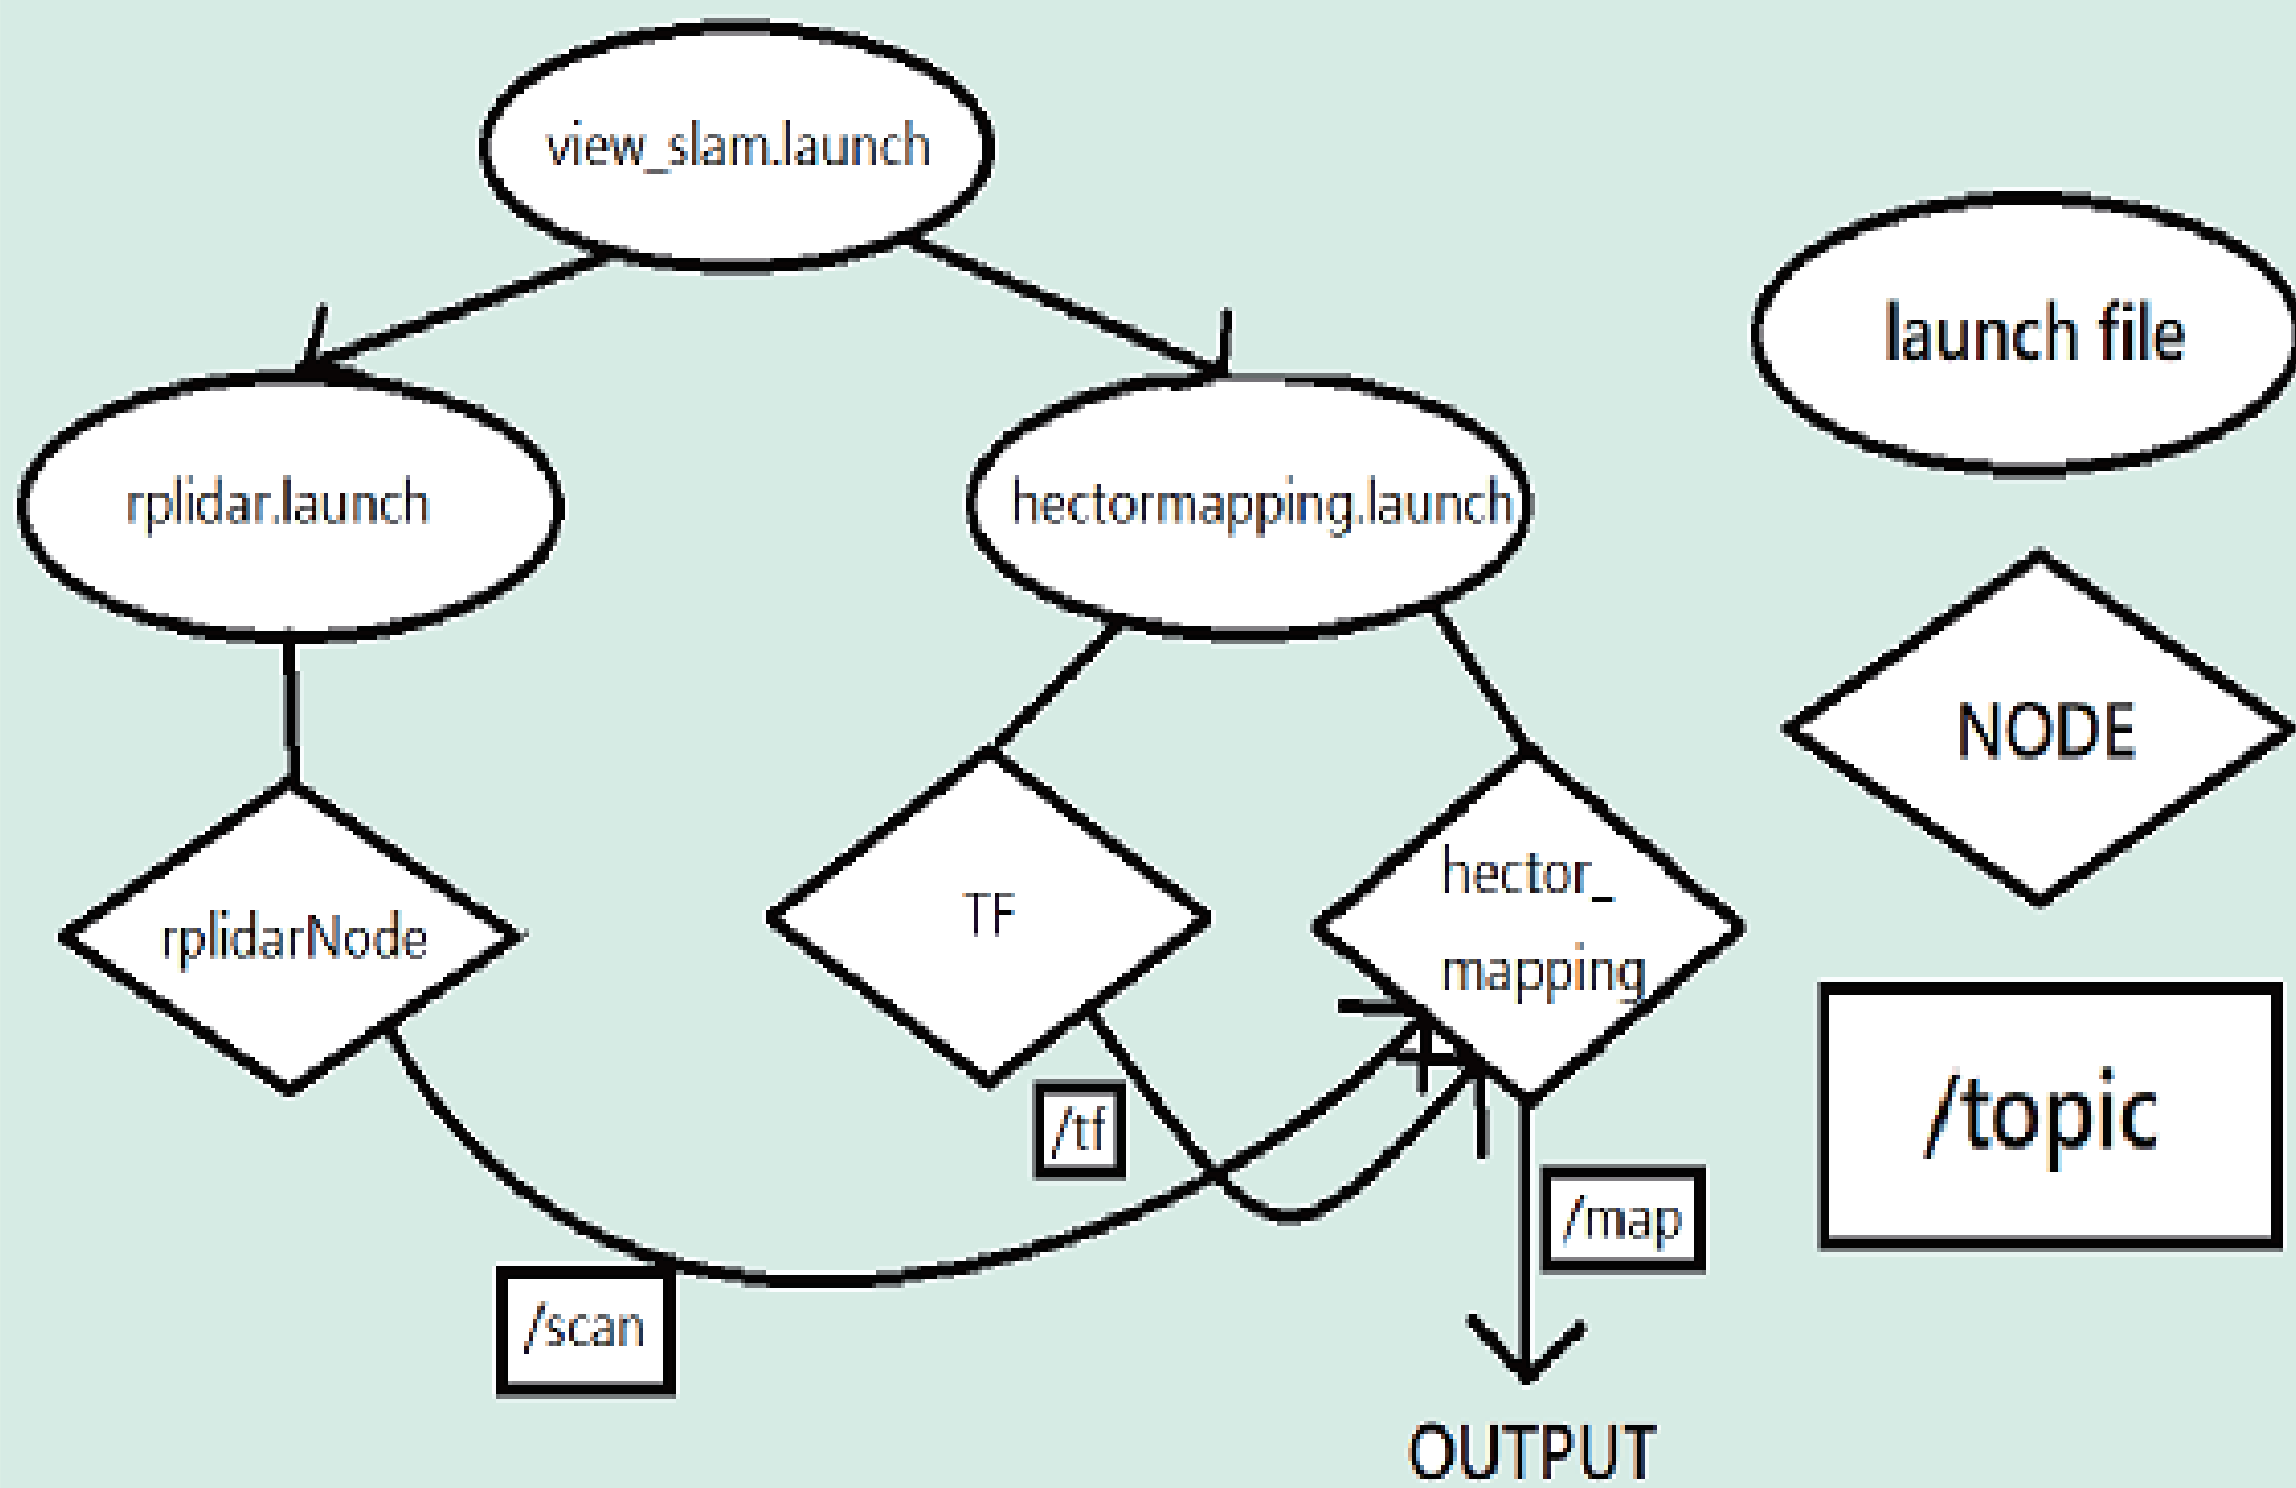 view_slam.launch
launch file
rplidar.launch
hectormapping.launch
NODE
rplidarNode
TF
hector_
mapping
/topic
/tf
/map
/scan
OUTPUT